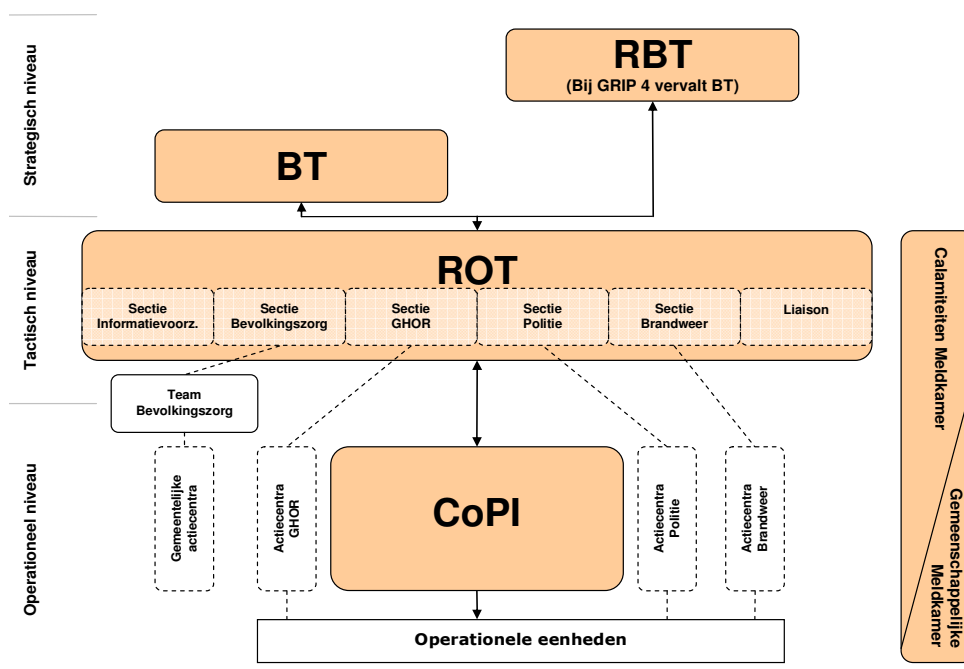 Strategisch niveau
RBT
(Bij GRIP 4 vervalt BT)
BT
Tactisch niveau
ROT
Sectie
Informatievoorz.
Sectie
Bevolkingszorg
Sectie
GHOR
Sectie
Politie
Sectie
Brandweer
Liaison
Team
Bevolkingszorg
Operationeel niveau
Gemeentelijke
actiecentra
Actiecentra
GHOR
CoPI
Actiecentra
Politie
Actiecentra
Brandweer
Operationele eenheden
Calamiteiten Meldkamer
Gemeenschappelijke
Meldkamer